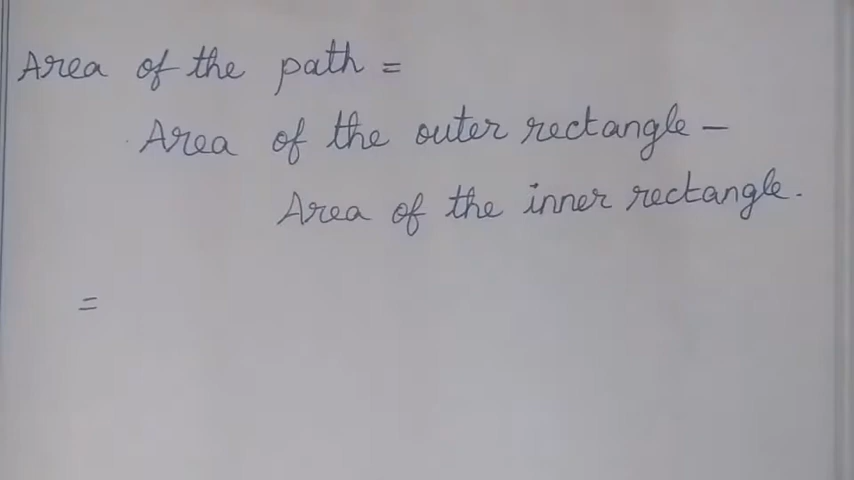 Area of the path =
Area of the outer rectangle –
Area of the inner rectangle.
=